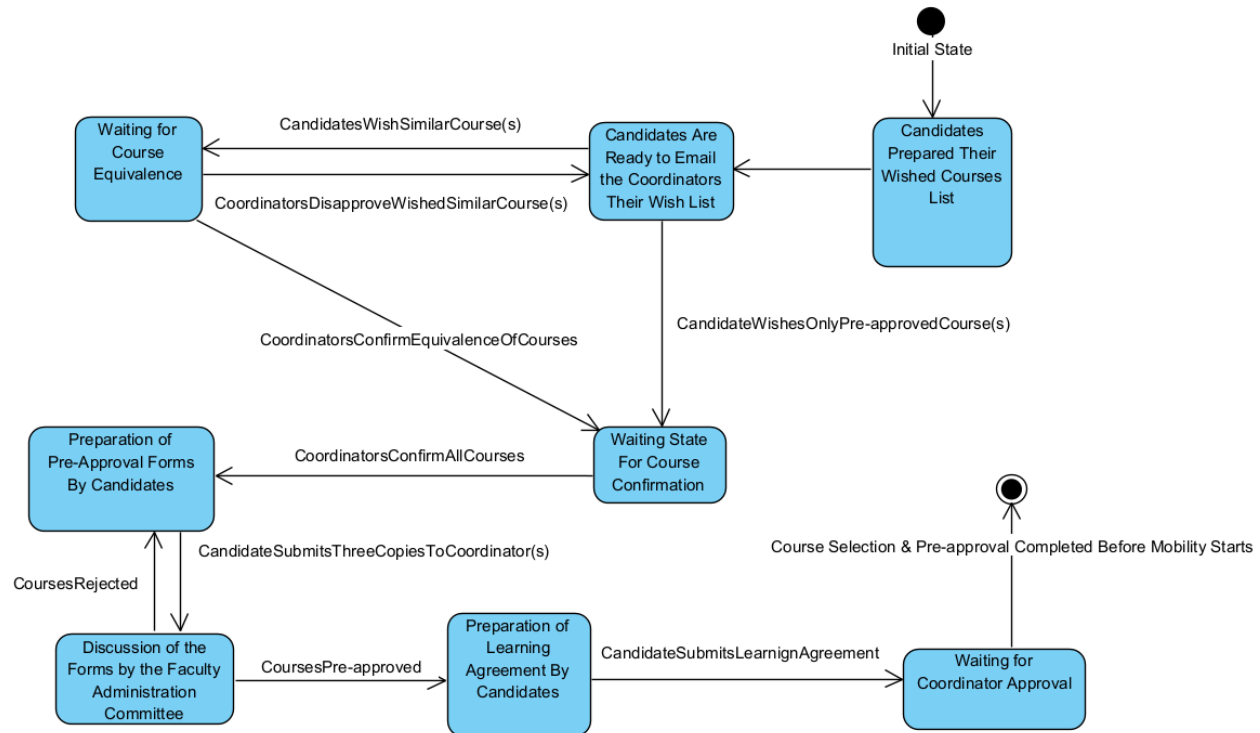 Initial State
Candidates
Prepared Their
Wished Courses
List
Candidates Are
Ready to Email
the Coordinators
Their Wish List
Waiting for
Course
Equivalence
CandidatesWishSimilarCourse(s)
CoordinatorsDisapproveWishedSimilarCourse(s)
CoordinatorsConfirmEquivalenceOfCourses
CandidateWishesOnlyPre-approvedCourse(s)
Waiting State
For Course
Confirmation
CoordinatorsConfirmAllCourses
Preparation of
Pre-Approval Forms
By Candidates
CandidateSubmitsThreeCopiesToCoordinator(s)
CoursesRejected
Discussion of the
Forms by the Faculty
Administration
Committee
CoursesPre-approved
Preparation of
Learning
Agreement By
Candidates
CandidateSubmitsLearnignAgreement
Waiting for
Coordinator Approval
Course Selection & Pre-approval Completed Before Mobility Starts